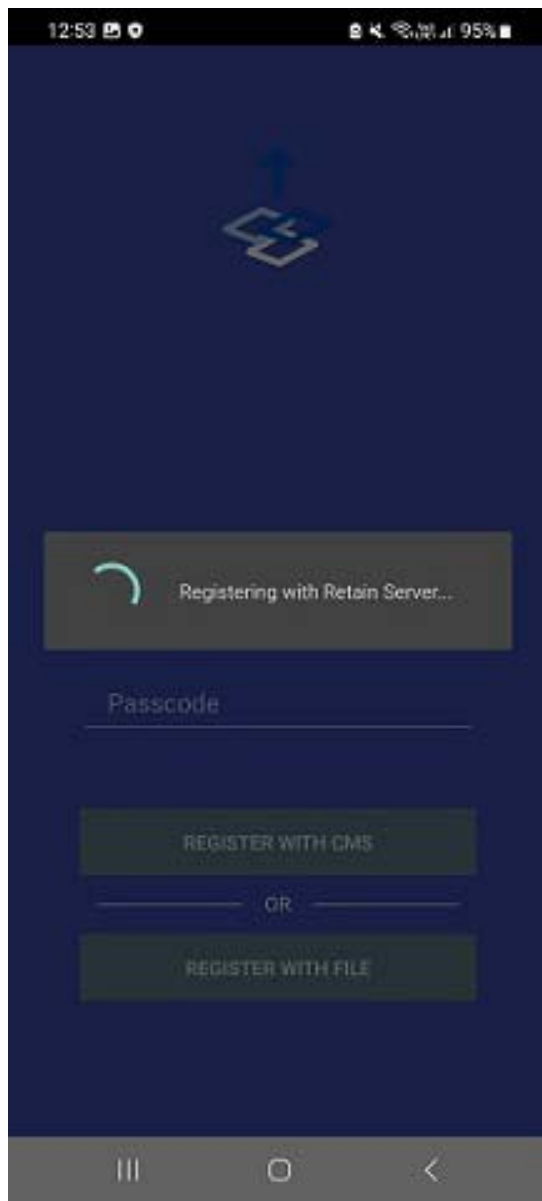 12:53
95%
Registering with Retain Server...
Passcode
REGISTER WITH CMS
OR
REGISTER WITH FILE